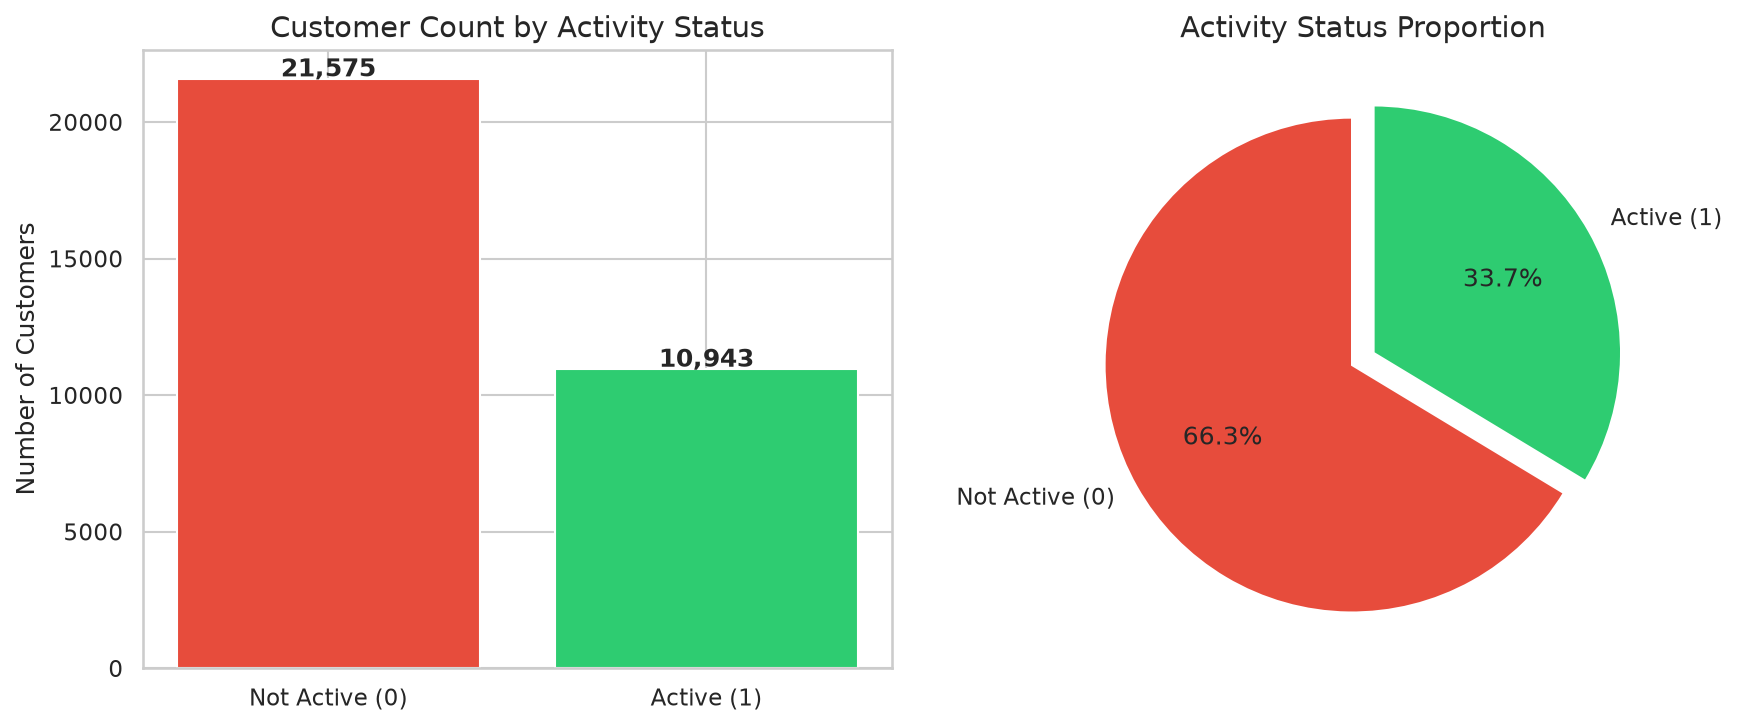 Customer Count by Activity Status
21,575
10,943
20000
15000
10000
5000
0
Number of Customers
Not Active (0)
Active (1)
Activity Status Proportion
Active (1)
33.7%
66.3%
Not Active (0)